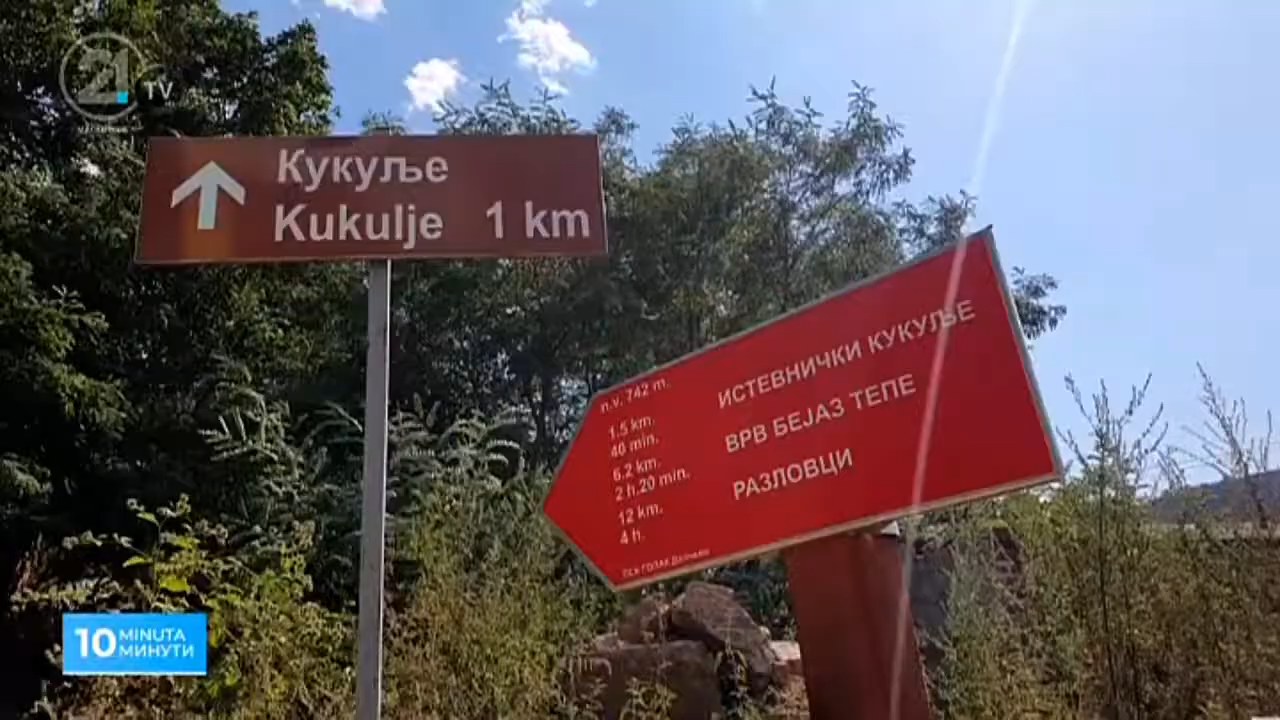 21 TV
Кукуље
Kukulje 1 km
n.v. 742 m.
1.5 km.
40 min.
6.2 km.
2 h.20 min.
12 km.
4 h.
ИСТЕВНИЧКИ КУКУЉЕ
ВРВ БЕЈАЗ ТЕПЕ
РАЗЛОВЦИ
10 MINUTA
МИНУТИ